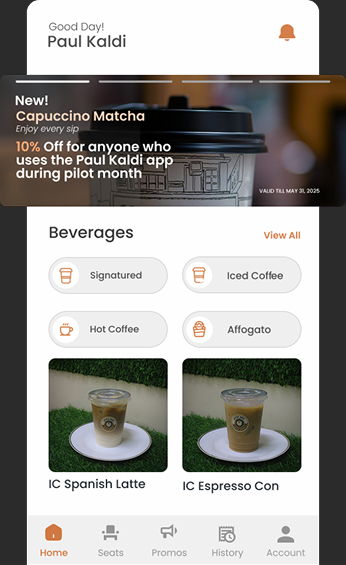 Good Day!
Paul Kaldi
New!
Capuccino Matcha
Enjoy every sip
10% Off for anyone who
uses the Paul Kaldi app
during pilot month
VALID TILL MAY 31, 2025
Beverages
View All
Signatured
Iced Coffee
Hot Coffee
Affogato
IC Spanish Latte
IC Espresso Con
Home
Seats
Promos
History
Account